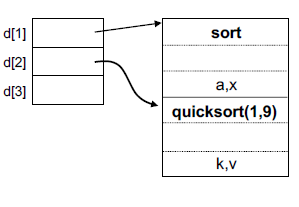 d[1]
d[2]
d[3]
sort
a,x
quicksort(1,9)
k,v